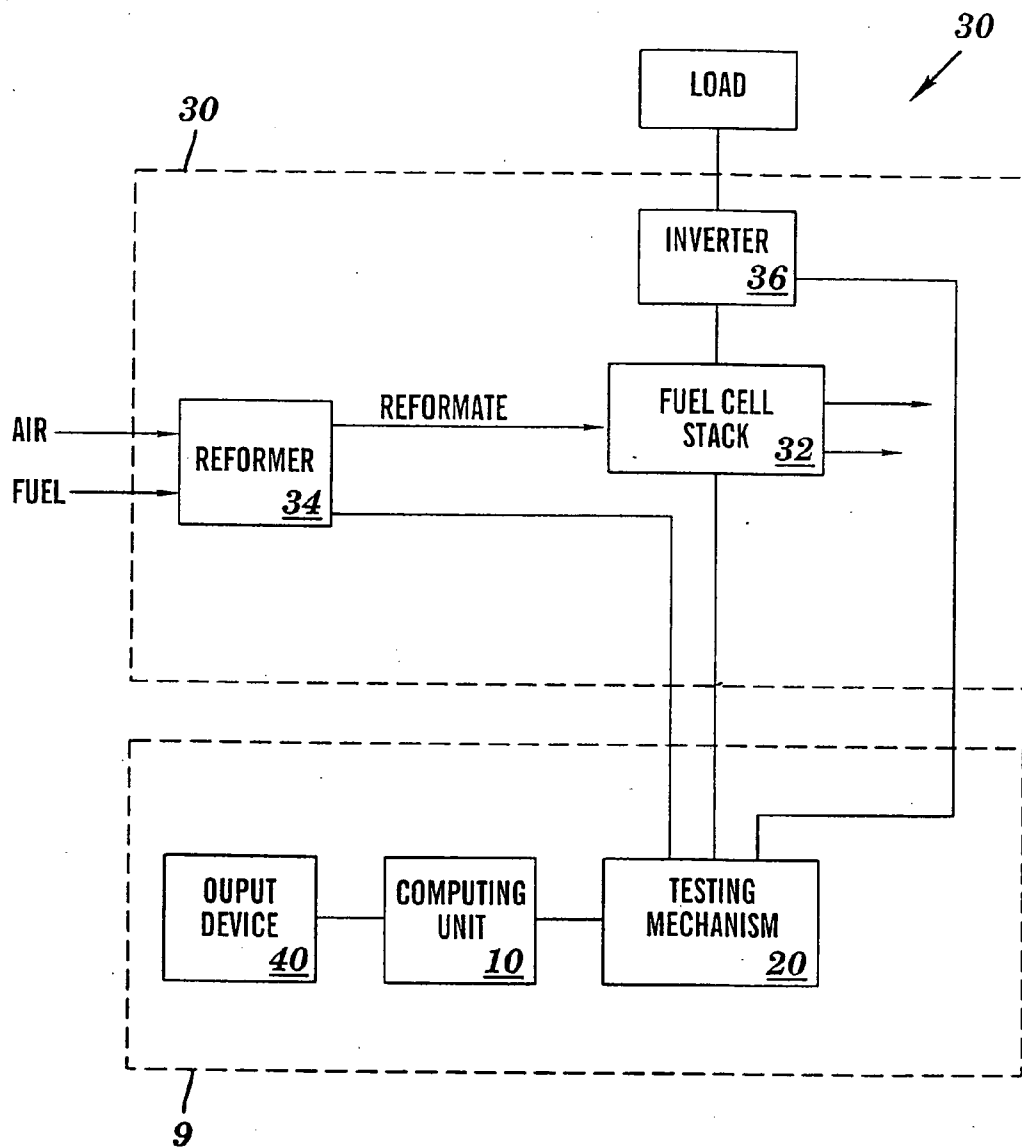 30
LOAD
30
INVERTER
36
REFORMATE
FUEL CELL
STACK
32
AIR
FUEL
REFORMER
34
OUPUT
DEVICE
40
COMPUTING
UNIT
10
TESTING
MECHANISM
20
9